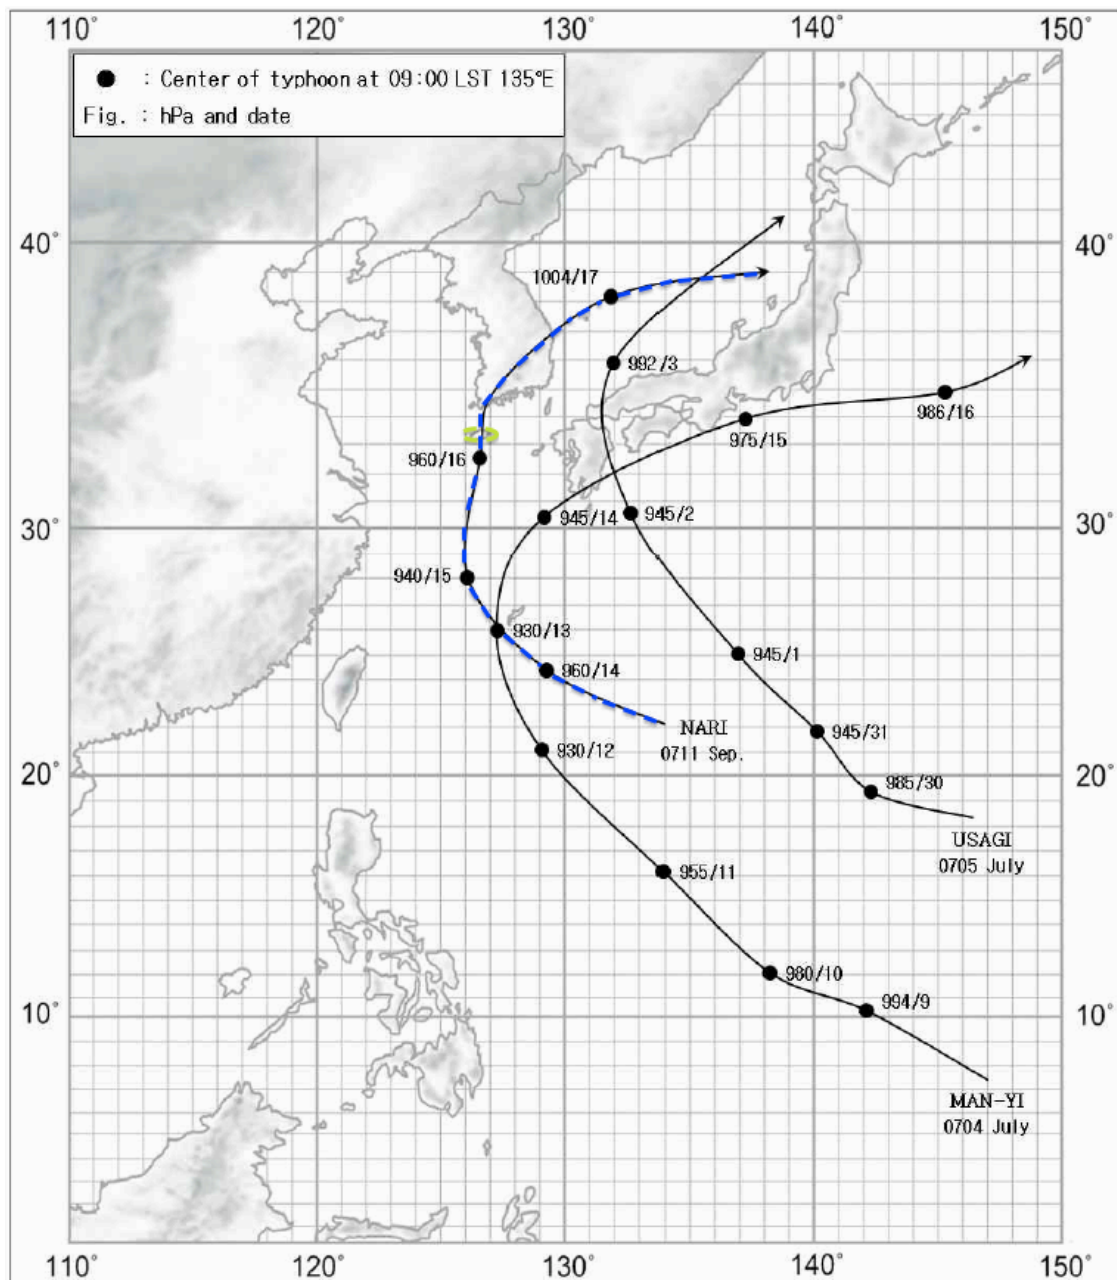 110° 120° 130° 140° 150°
● : Center of typhoon at 09:00 LST 135°E
Fig. : hPa and date
40° 40°
1004/17
992/3
986/16
975/15
960/16
945/14 945/2
30° 30°
940/15
930/13
945/1
960/14
NARI
0711 Sep.
945/31
930/12
20° 985/30 20°
USAGI
0705 July
955/11
980/10
994/9
10° 10°
MAN-YI
0704 July
110° 120° 130° 140° 150°